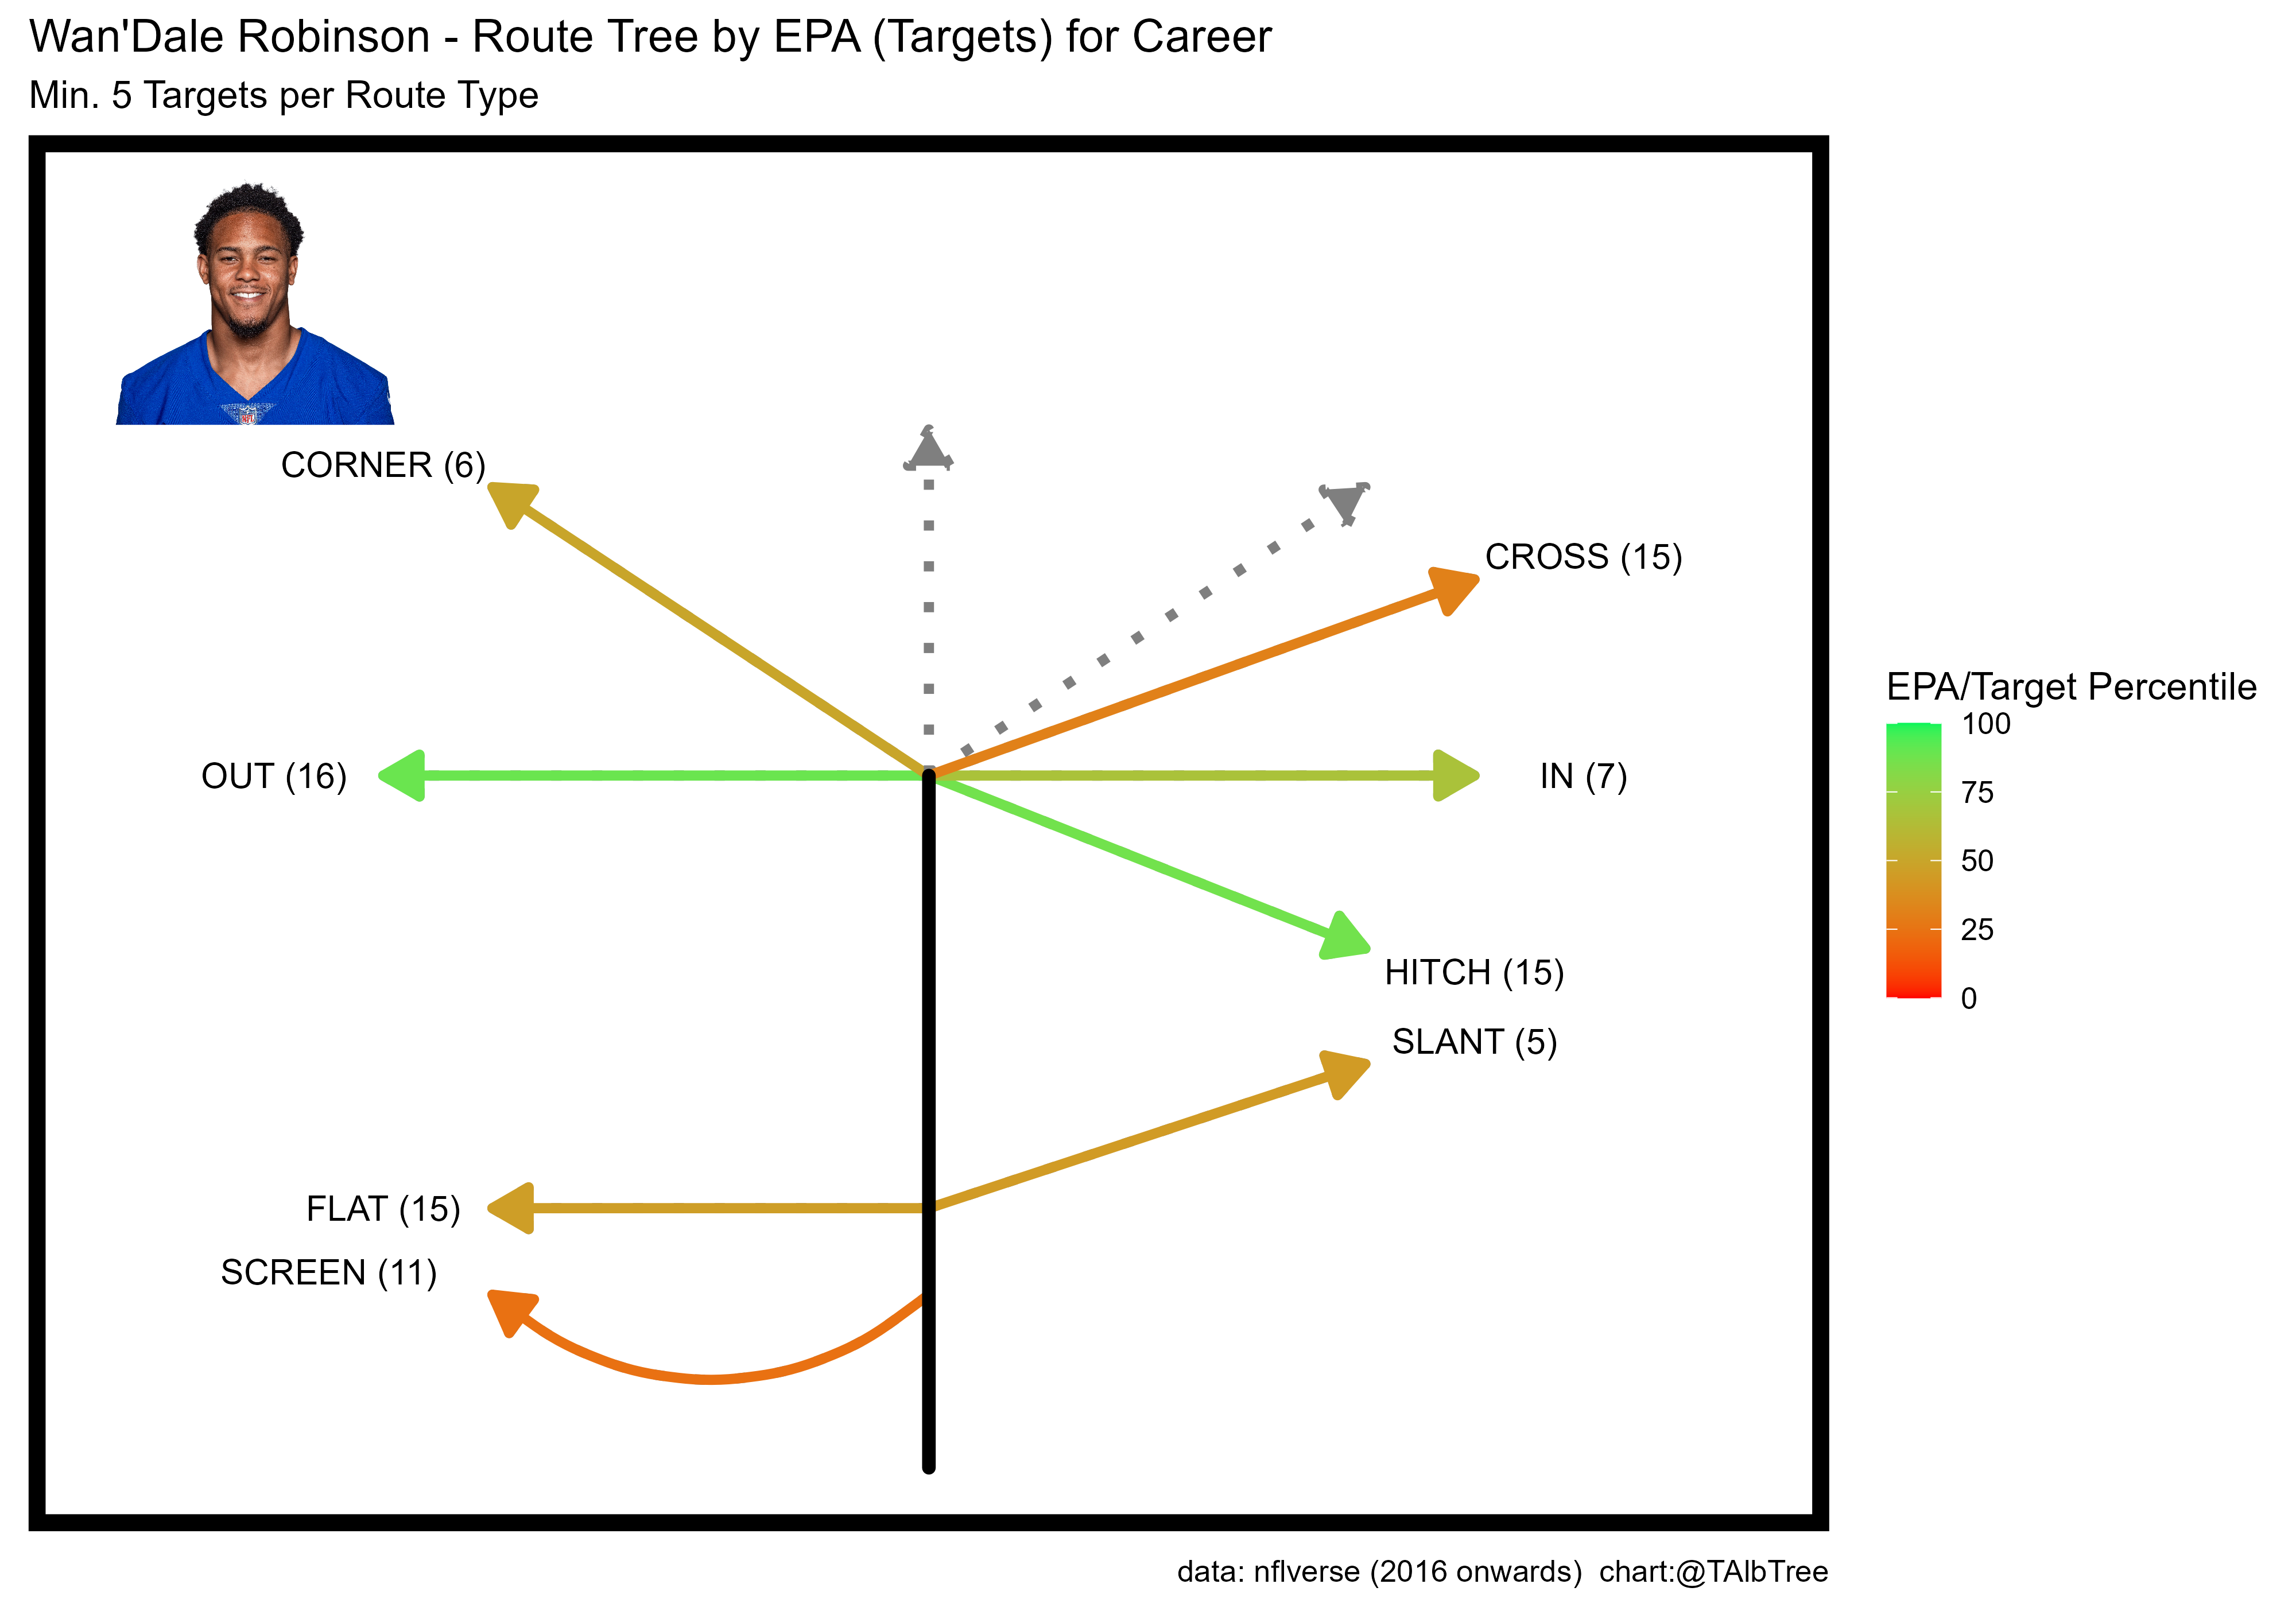 Wan'Dale Robinson - Route Tree by EPA (Targets) for Career
Min. 5 Targets per Route Type
CORNER (6)
CROSS (15)
OUT (16)
IN (7)
HITCH (15)
SLANT (5)
FLAT (15)
SCREEN (11)
EPA/Target Percentile
100
75
50
25
0
data: nflverse (2016 onwards)  chart:@TAlbTree